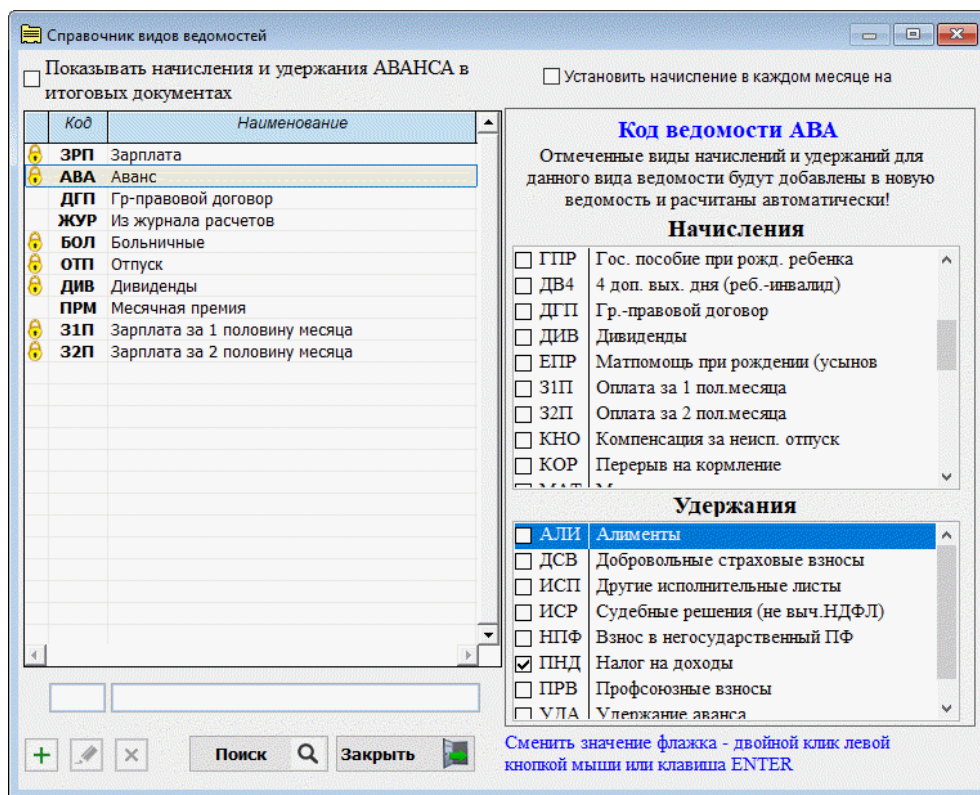 Справочник видов ведомостей
Показывать начисления и удержания АВАНСА в
итоговых документах
Установить начисление в каждом месяце на
Код Наименование
ЗРП Зарплата
АВА Аванс
ДГП Гр-правовой договор
ЖУР Из журнала расчетов
БОЛ Больничные
ОТП Отпуск
ДИВ Дивиденды
ПРМ Месячная премия
З1П Зарплата за 1 половину месяца
З2П Зарплата за 2 половину месяца
Код ведомости АВА
Отмеченные виды начислений и удержаний для
данного вида ведомости будут добавлены в новую
ведомость и расчитаны автоматически!
Начисления
ГПР Гос. пособие при рожд. ребенка
ДВ4 4 доп. вых. дня (реб.-инвалид)
ДГП Гр.-правовой договор
ДИВ Дивиденды
ЕПР Матпомощь при рождении (усынов
З1П Оплата за 1 пол.месяца
З2П Оплата за 2 пол.месяца
КНО Компенсация за неисп. отпуск
КОР Перерыв на кормление
Удержания
АЛИ Алименты
ДСВ Добровольные страховые взносы
ИСП Другие исполнительные листы
ИСР Судебные решения (не выч.НДФЛ)
НПФ Взнос в негосударственный ПФ
ПНД Налог на доходы
ПРВ Профсоюзные взносы
УДА Удержание аванса
Поиск
Закрыть
Сменить значение флажка - двойной клик левой
кнопкой мыши или клавиша ENTER